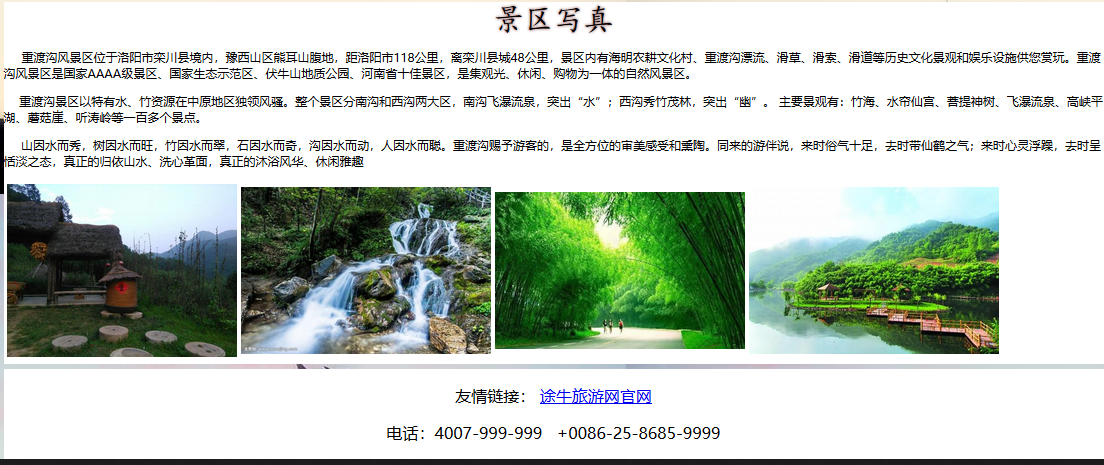 景区写真
重渡沟风景区位于洛阳市栾川县境内，豫西山区熊耳山腹地，距洛阳市118公里，离栾川县城48公里，景区内有海明农耕文化村、重渡沟漂流、滑草、滑索、滑道等历史文化景观和娱乐设施供您赏玩。重渡
沟风景区是国家AAAA级景区、国家生态示范区、伏牛山地质公园、河南省十佳景区，是集观光、休闲、购物为一体的自然风景区。
重渡沟景区以特有水、竹资源在中原地区独领风骚。整个景区分南沟和西沟两大区，南沟飞瀑流泉，突出“水”；西沟秀竹茂林，突出“幽”。 主要景观有：竹海、水帘仙宫、菩提神树、飞瀑流泉、高峡平
湖、蘑菇崖、听涛岭等一百多个景点。
山因水而秀，树因水而旺，竹因水而翠，石因水而奇，沟因水而动，人因水而聪。重渡沟赐予游客的，是全方位的审美感受和熏陶。同来的游伴说，来时俗气十足，去时带仙鹤之气；来时心灵浮躁，去时呈
恬淡之态，真正的归依山水、洗心革面，真正的沐浴风华、休闲雅趣
友情链接： 途牛旅游网官网
电话：4007-999-999 +0086-25-8685-9999